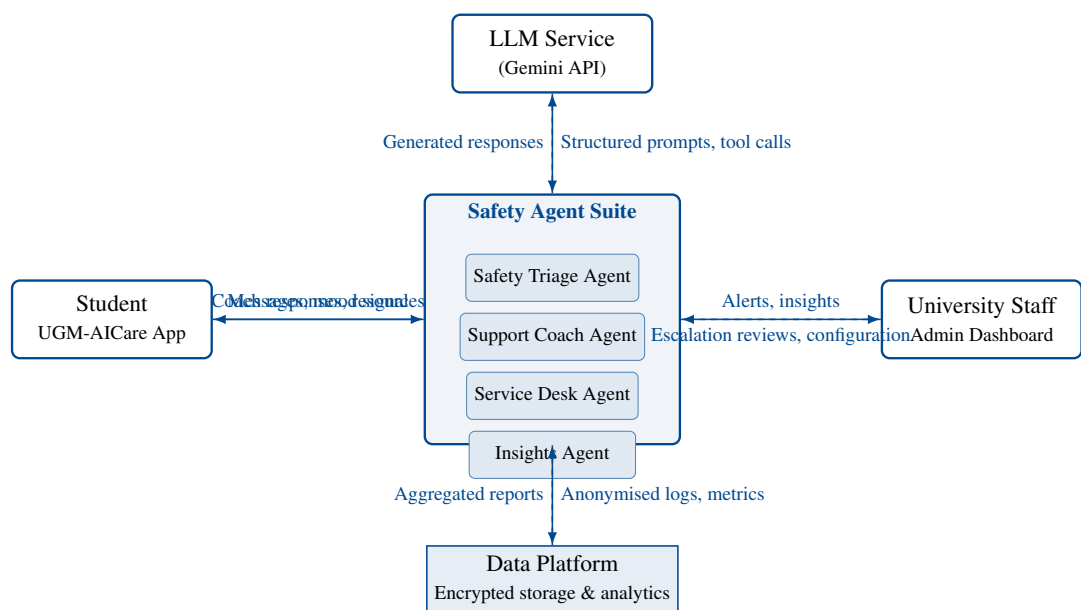 LLM Service
(Gemini API)
Generated responses
Structured prompts, tool calls
Safety Agent Suite
Safety Triage Agent
Student
UGM-AICare App
Alerts, insights
University Staff
Admin Dashboard
Support Coach Agent
Escalation reviews, configuration
Service Desk Agent
Insights Agent
Aggregated reports
Anonymised logs, metrics
Data Platform
Encrypted storage & analytics